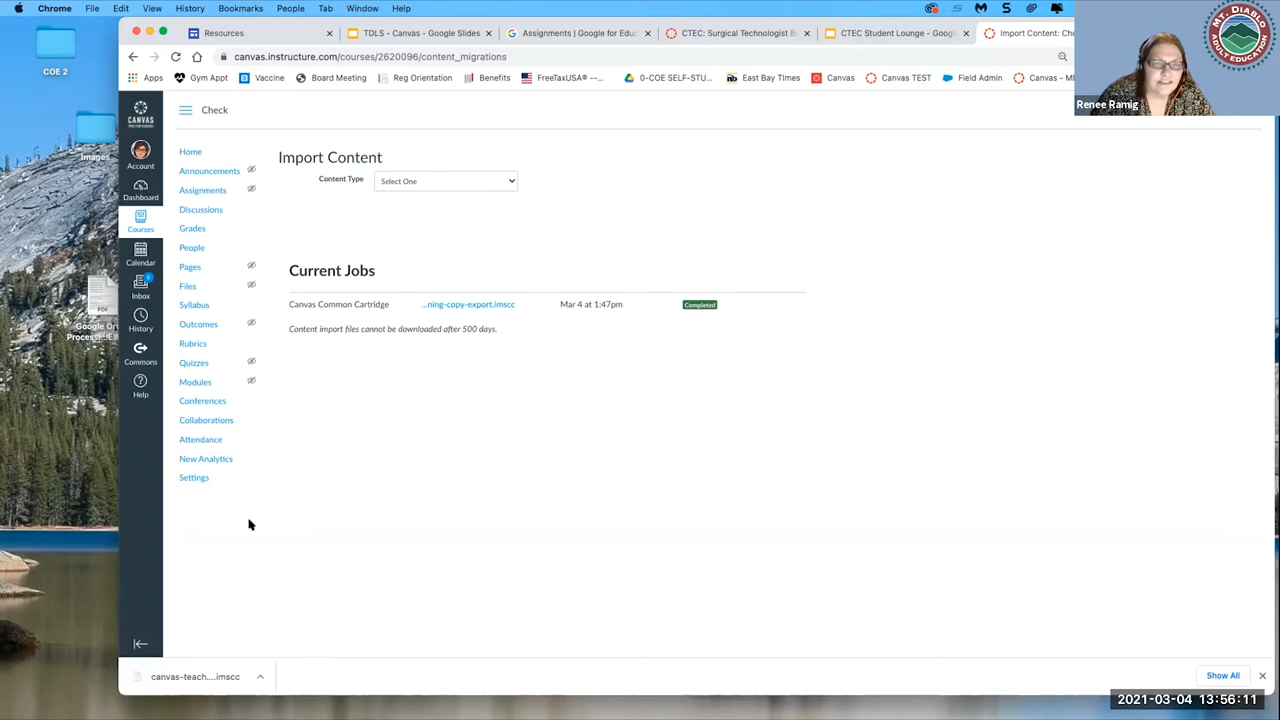 Chrome File Edit View History Bookmarks People Tab Window Help
COE 2
Images
PDF
Resources
TDLS - Canvas - Google Slides
Assignments | Google for Educ
CTEC: Surgical Technologist B
CTEC Student Lounge - Google
Import Content: Che
canvas.instructure.com/courses/2620096/content_migrations
Apps
Gym Appt
Vaccine
Board Meeting
Reg Orientation
Benefits
FreeTaxUSA® --...
0-COE SELF-STU...
East Bay TImes
Canvas
Canvas TEST
Field Admin
MT. DIABLO
ADULT EDUCATION
Renee Ramig
CANVAS
Account
Dashboard
Courses
Calendar
Inbox
History
Commons
Help
Check
Home
Announcements
Assignments
Discussions
Grades
People
Pages
Files
Syllabus
Outcomes
Rubrics
Quizzes
Modules
Conferences
Collaborations
Attendance
New Analytics
Settings
Import Content
Content Type Select One
Current Jobs
Canvas Common Cartridge ...ning-copy-export.imscc Mar 4 at 1:47pm Completed
Content import files cannot be downloaded after 500 days.
canvas-teach....imscc
Show All
2021-03-04 13:56:11